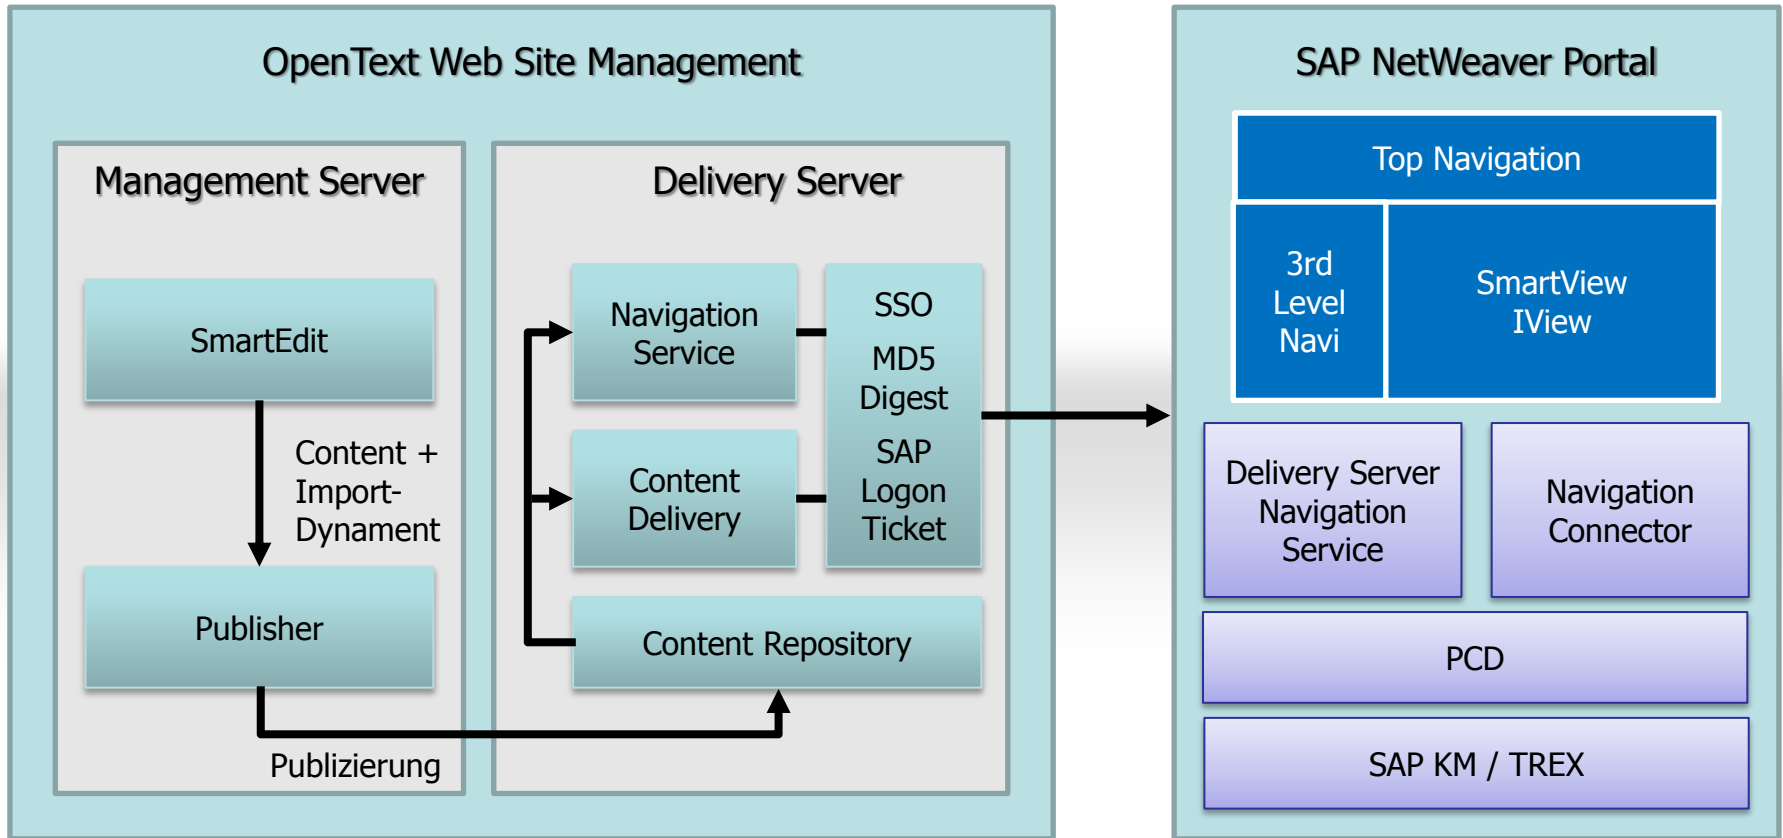 OpenText Web Site Management
Management Server
SmartEdit
Content +
Import-
Dynament
Publisher
Publizierung
Delivery Server
Navigation
Service
Content
Delivery
SSO
MD5
Digest
SAP
Logon
Ticket
Content Repository
SAP NetWeaver Portal
Top Navigation
3rd
Level
Navi
SmartView
IView
Delivery Server
Navigation
Service
Navigation
Connector
PCD
SAP KM / TREX